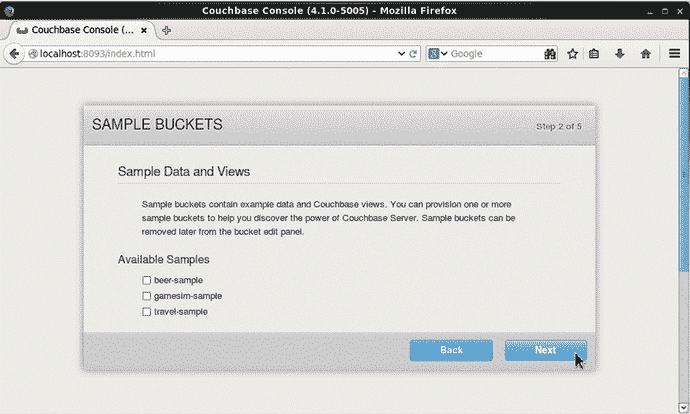 Couchbase Console (4.1.0-5005) - Mozilla Firefox
Couchbase Console (...
localhost:8093/index.html
Google
SAMPLE BUCKETS
Step 2 of 5
Sample Data and Views
Sample buckets contain example data and Couchbase views. You can provision one or more
sample buckets to help you discover the power of Couchbase Server. Sample buckets can be
removed later from the bucket edit panel.
Available Samples
beer-sample
gamesim-sample
travel-sample
Back
Next